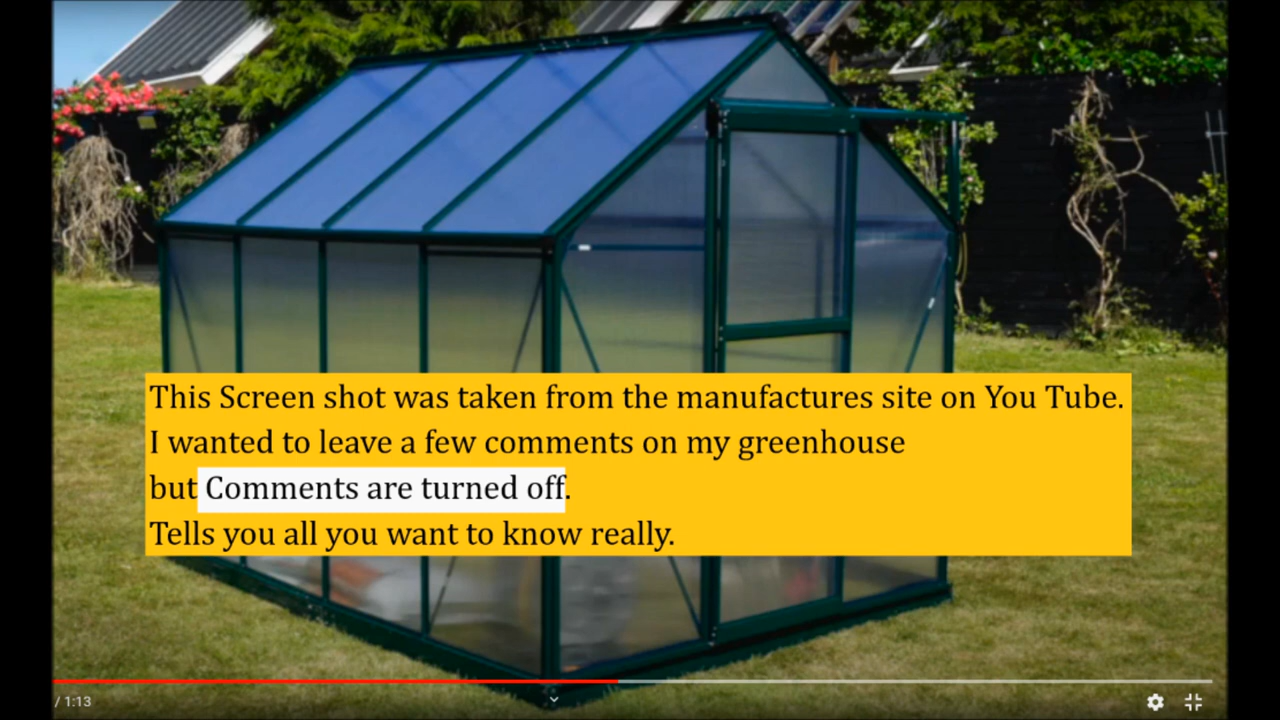 This Screen shot was taken from the manufactures site on You Tube.
I wanted to leave a few comments on my greenhouse
but Comments are turned off.
Tells you all you want to know really.
/ 1:13